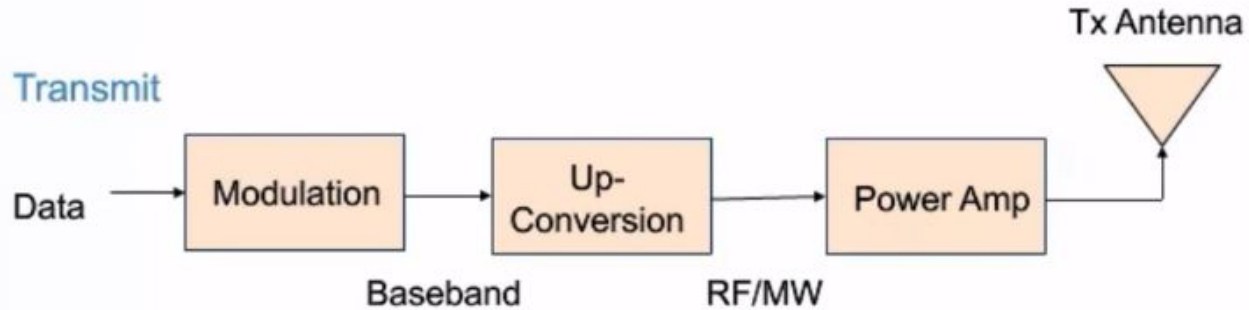 Tx Antenna
Transmit
Data
Modulation
Up-
Conversion
Power Amp
Baseband
RF/MW